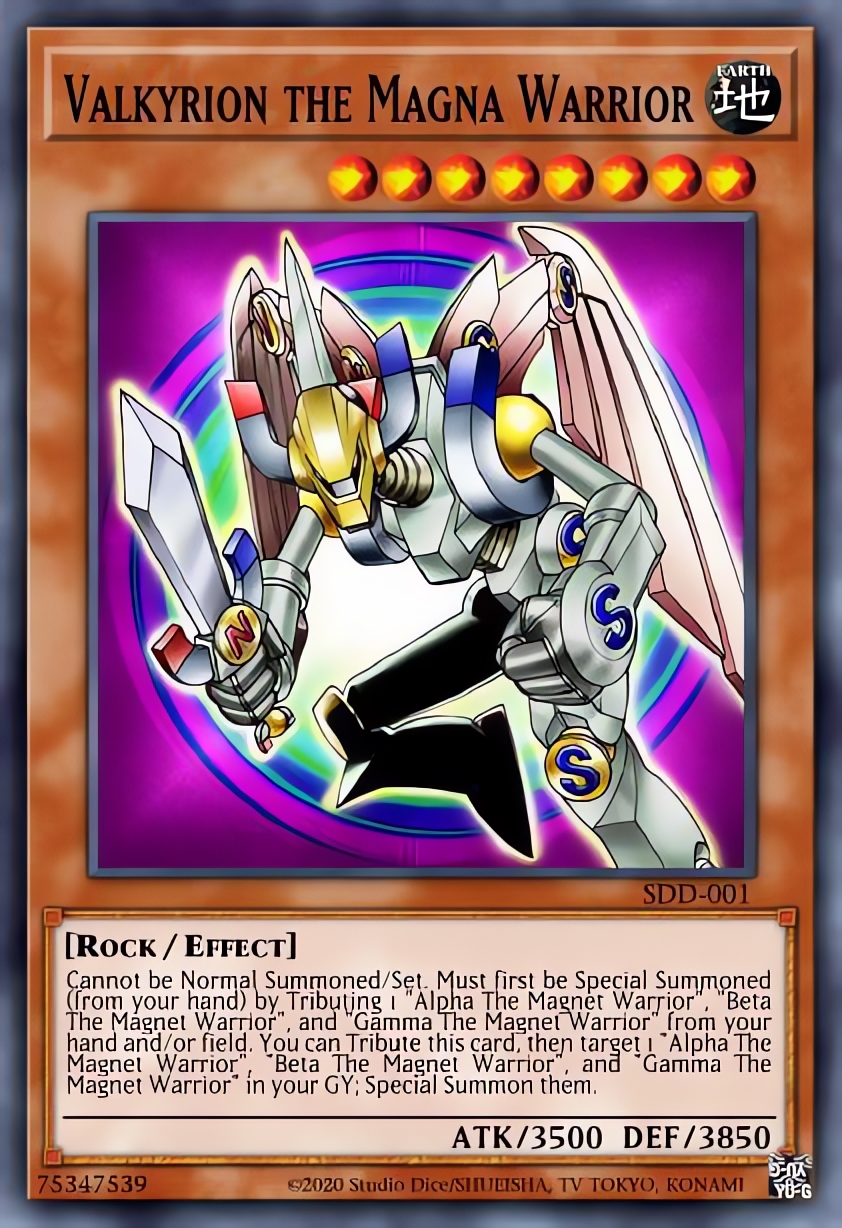 VALKYRION THE MAGNA WARRIOR
EARTH
地
N
S
S
S
SDD-001
[ROCK / EFFECT]
Cannot be Normal Summoned/Set. Must first be Special Summoned
(from your hand) by Tributing 1 "Alpha The Magnet Warrior", "Beta
The Magnet Warrior", and "Gamma The Magnet Warrior" from your
hand and/or field. You can Tribute this card, then target 1 "Alpha The
Magnet Warrior", "Beta The Magnet Warrior", and "Gamma The
Magnet Warrior" in your GY; Special Summon them.
ATK/3500 DEF/3850
75347539
©2020 Studio Dice/SHUEISHA, TV TOKYO, KONAMI